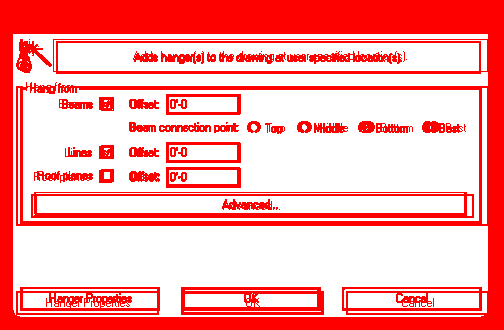 Adds hanger(s) to the drawing at user specified location(s).
Hang from
Beams Offset: 0'-0
Beam connection point: Top Middle Bottom Best
Lines Offset: 0'-0
Roof planes Offset: 0'-0
Advanced...
Hanger Properties OK Cancel